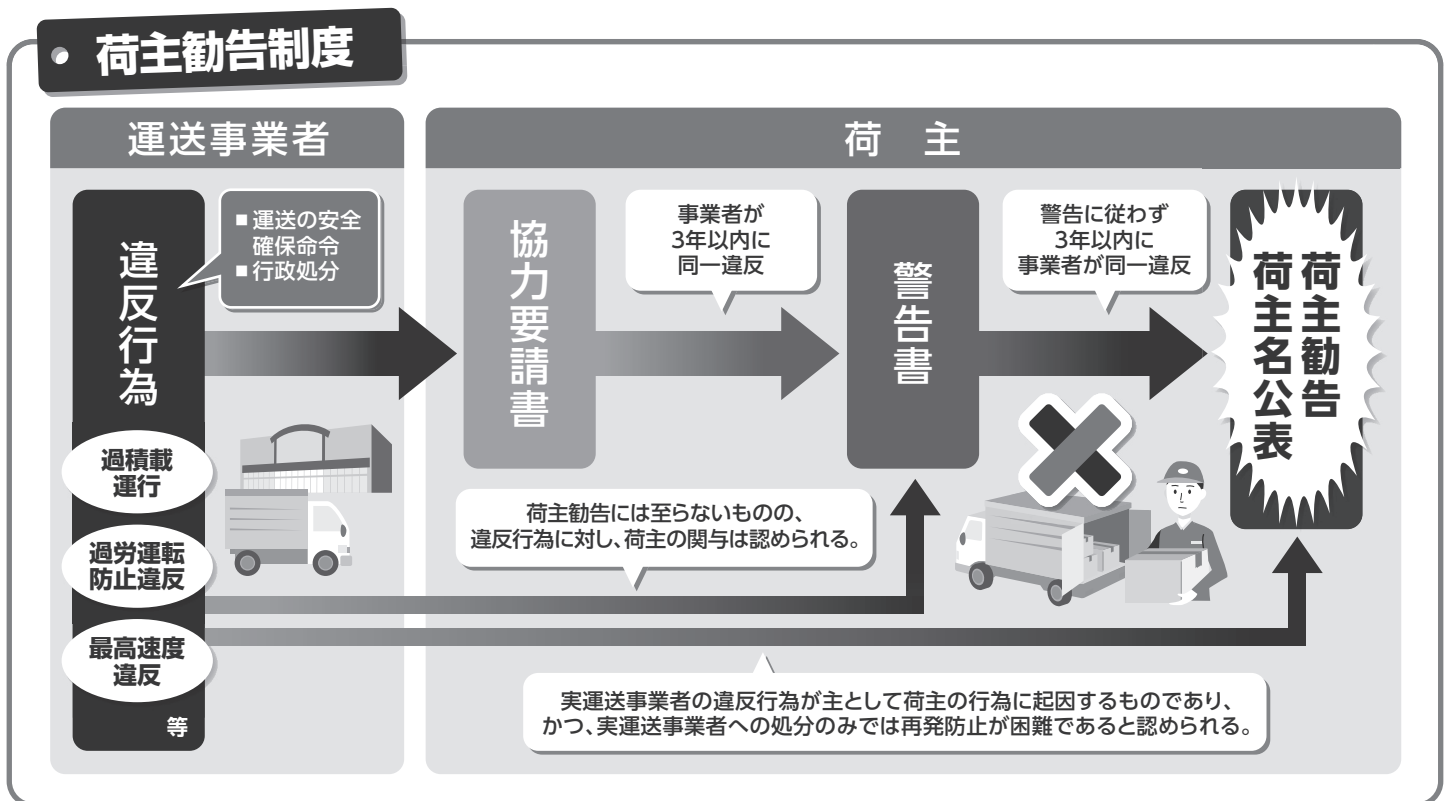 荷主勧告制度
運送事業者
荷　主
違反行為
■ 運送の安全
確保命令
■ 行政処分
協力要請書
事業者が
3年以内に
同一違反
警告書
警告に従わず
3年以内に
事業者が同一違反
荷主勧告
荷主名公表
過積載
運行
過労運転
防止違反
最高速度
違反
等
荷主勧告には至らないものの、
違反行為に対し、荷主の関与は認められる。
実運送事業者の違反行為が主として荷主の行為に起因するものであり、
かつ、実運送事業者への処分のみでは再発防止が困難であると認められる。